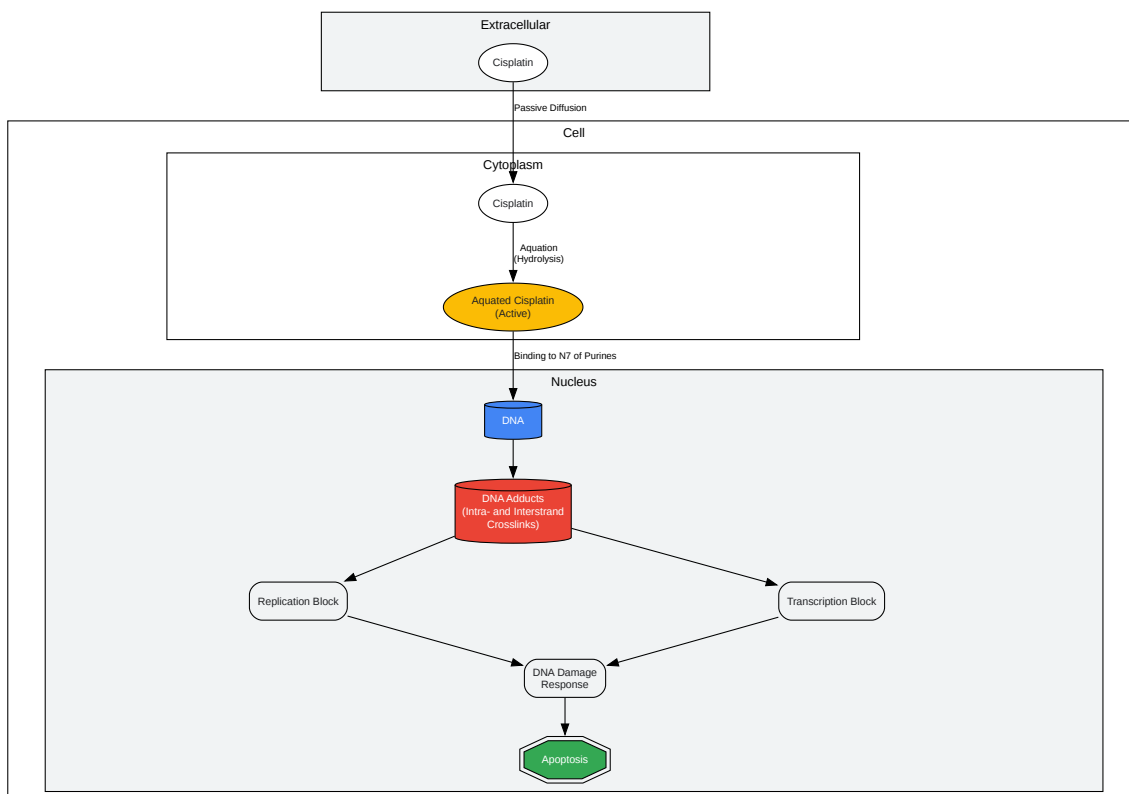 Extracellular
Cisplatin
Passive Diffusion
Cell
Cytoplasm
Cisplatin
Aquation
(Hydrolysis)
Aquated Cisplatin
(Active)
Binding to N7 of Purines
Nucleus
DNA
DNA Adducts
(Intra- and Interstrand
Crosslinks)
Replication Block
Transcription Block
DNA Damage
Response
Apoptosis